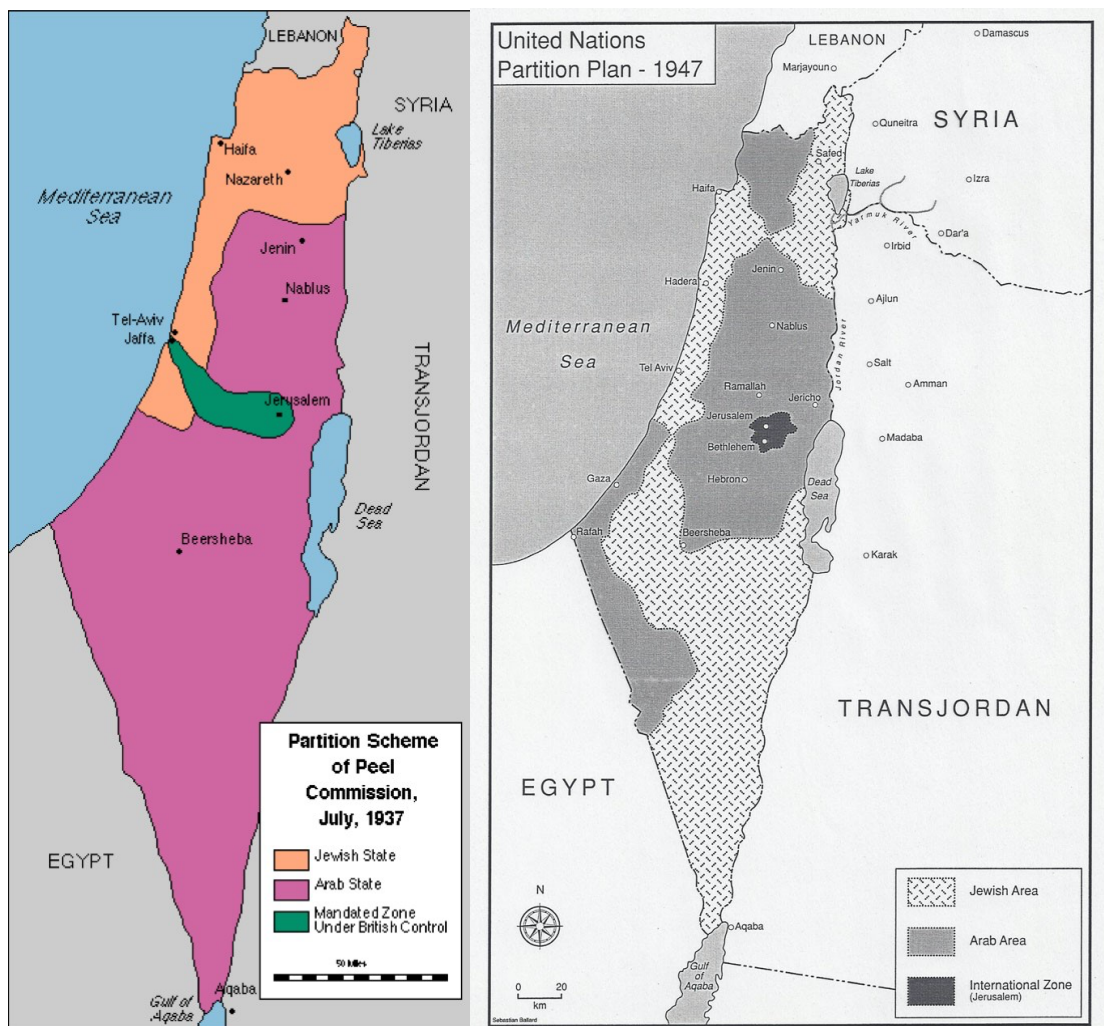 LEBANON
SYRIA
Lake
Tiberias
Haifa
Nazareth
Mediterranean
Sea
Jenin
Nablus
Tel-Aviv
Jaffa
TRANSJORDAN
Jerusalem
Dead
Sea
Beersheba
EGYPT
Partition Scheme
of Peel
Commission,
July, 1937
Jewish State
Arab State
Mandated Zone
Under British Control
50 Miles
Aqaba
Gulf of
Aqaba
United Nations
Partition Plan - 1947
LEBANON
Damascus
Marjayoun
SYRIA
Quneitra
Safed
Lake
Tiberias
Izra
Haifa
Yarmuk River
Dar'a
Irbid
Jenin
Hadera
Ajlun
Mediterranean
Sea
Nablus
Jordan River
Tel Aviv
Salt
Amman
Ramallah
Jericho
Jerusalem
Madaba
Bethlehem
Gaza
Hebron
Dead
Sea
Rafah
Beersheba
Karak
TRANSJORDAN
EGYPT
N
Jewish Area
Aqaba
Arab Area
Gulf
of
Aqaba
International Zone
(Jerusalem)
0 20
km
Sebastian Ballard